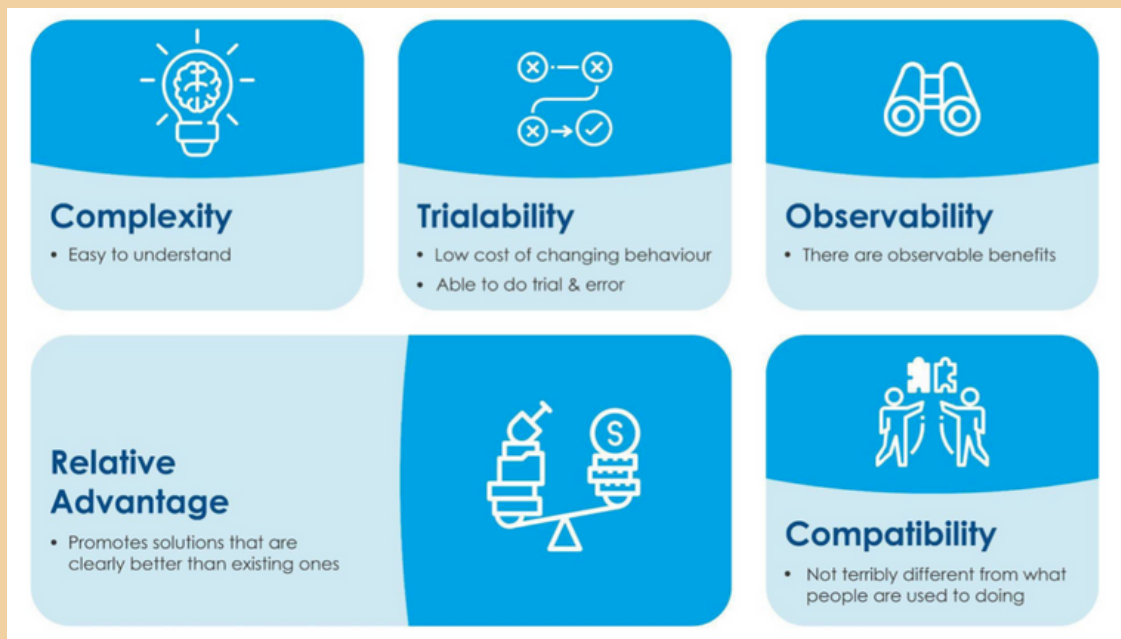 Complexity
• Easy to understand
Trialability
• Low cost of changing behaviour
• Able to do trial & error
Observability
• There are observable benefits
Relative
Advantage
• Promotes solutions that are
clearly better than existing ones
S
Compatibility
• Not terribly different from what
people are used to doing